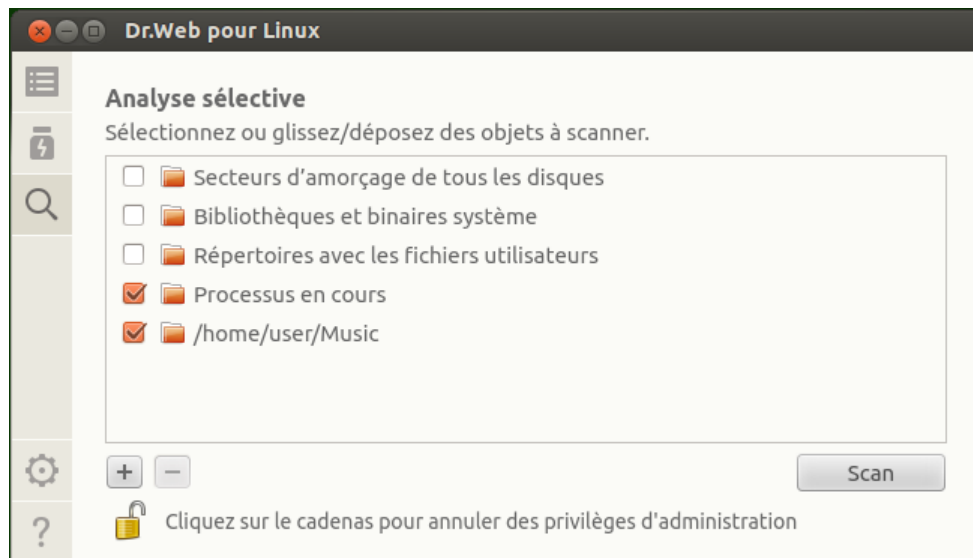 Dr.Web pour Linux
Analyse sélective
Sélectionnez ou glissez/déposez des objets à scanner.
Secteurs d’amorçage de tous les disques
Bibliothèques et binaires système
Répertoires avec les fichiers utilisateurs
Processus en cours
/home/user/Music
Scan
Cliquez sur le cadenas pour annuler des privilèges d'administration